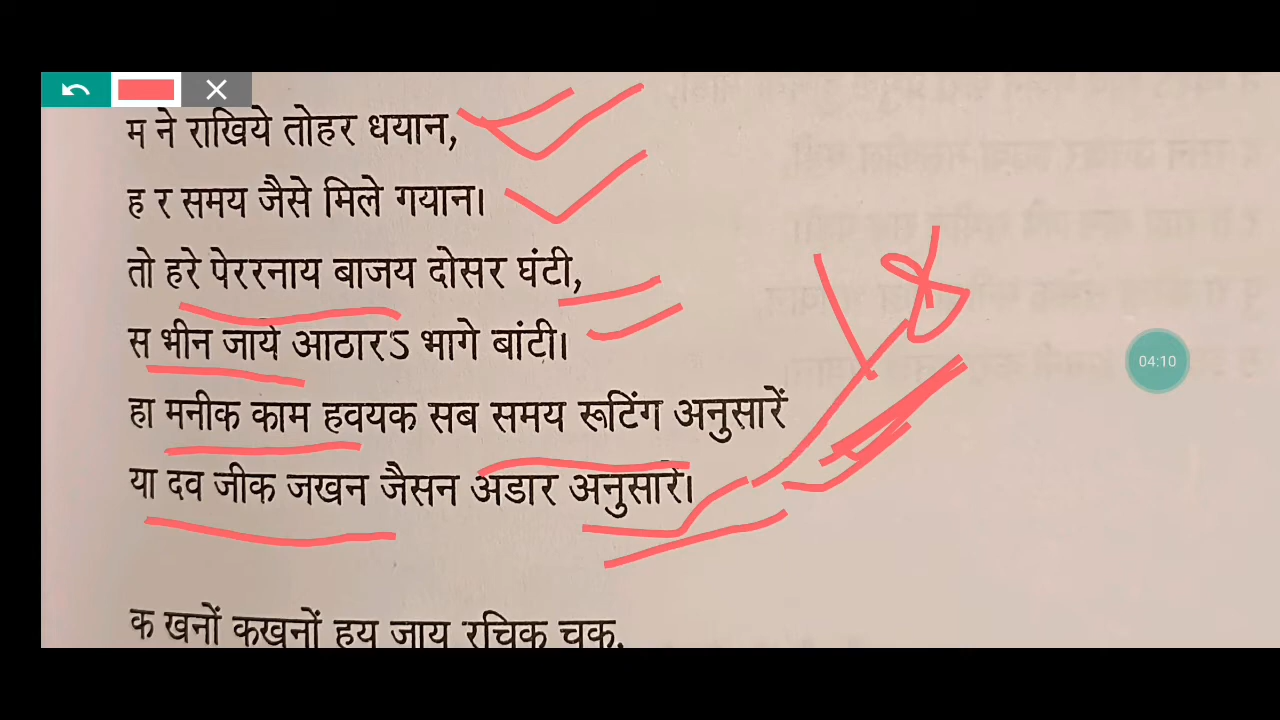 म ने राखिये तोहर धयान,
ह र समय जैसे मिले गयान।
तो हरे पेररनाय बाजय दोसर घंटी,
स भीन जाये आठारऽ भागे बांटी।
हा मनीक काम हवयक सब समय रूटिंग अनुसारें
या दव जीक जखन जैसन अडार अनुसारे।
18
04:10
क खनों कखनों हय जाय रचिक चुक,